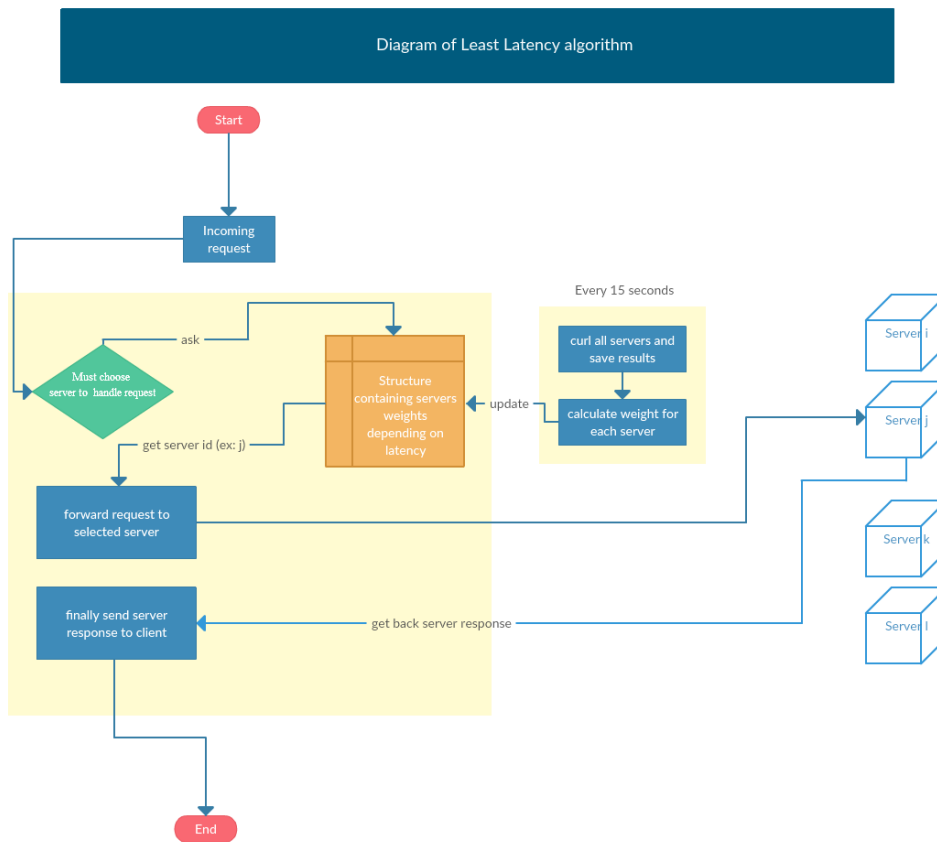 Diagram of Least Latency algorithm
Start
Incoming
request
Every 15 seconds
ask
curl all servers and
save results
Must choose
server to handle request
Structure
containing servers
weights
depending on
latency
update
calculate weight for
each server
get server id (ex: j)
forward request to
selected server
finally send server
response to client
get back server response
Server i
Server j
Server k
Server l
End